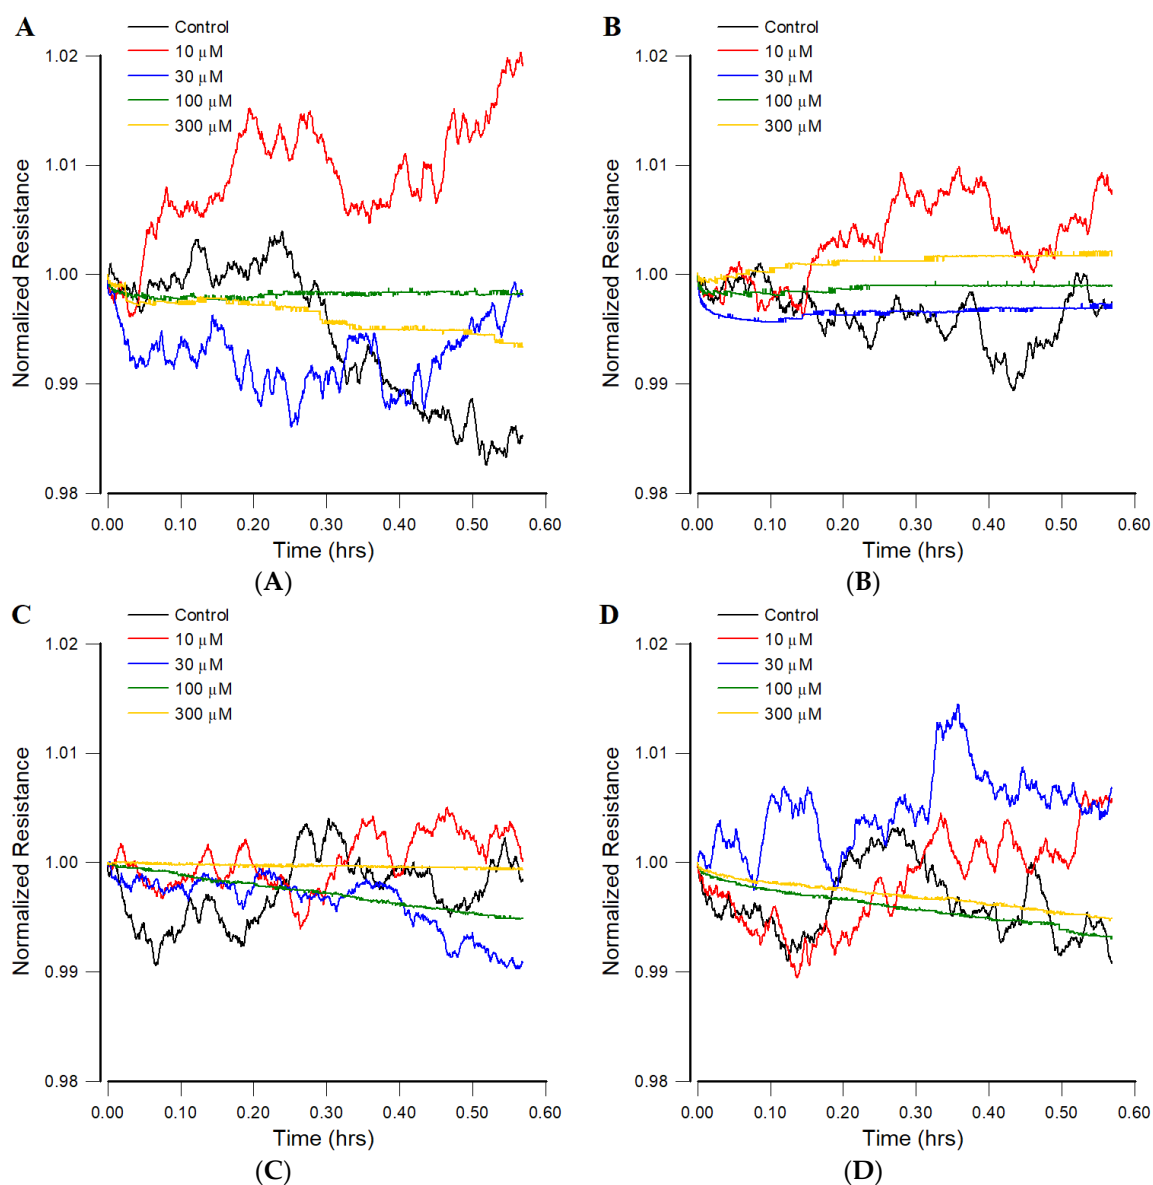 A
Control
10 µM
30 µM
100 µM
300 µM
1.02
1.01
1.00
0.99
0.98
Normalized Resistance
0.00 0.10 0.20 0.30 0.40 0.50 0.60
Time (hrs)
(A)
B
Control
10 µM
30 µM
100 µM
300 µM
1.02
1.01
1.00
0.99
0.98
Normalized Resistance
0.00 0.10 0.20 0.30 0.40 0.50 0.60
Time (hrs)
(B)
C
Control
10 µM
30 µM
100 µM
300 µM
1.02
1.01
1.00
0.99
0.98
Normalized Resistance
0.00 0.10 0.20 0.30 0.40 0.50 0.60
Time (hrs)
(C)
D
Control
10 µM
30 µM
100 µM
300 µM
1.02
1.01
1.00
0.99
0.98
Normalized Resistance
0.00 0.10 0.20 0.30 0.40 0.50 0.60
Time (hrs)
(D)